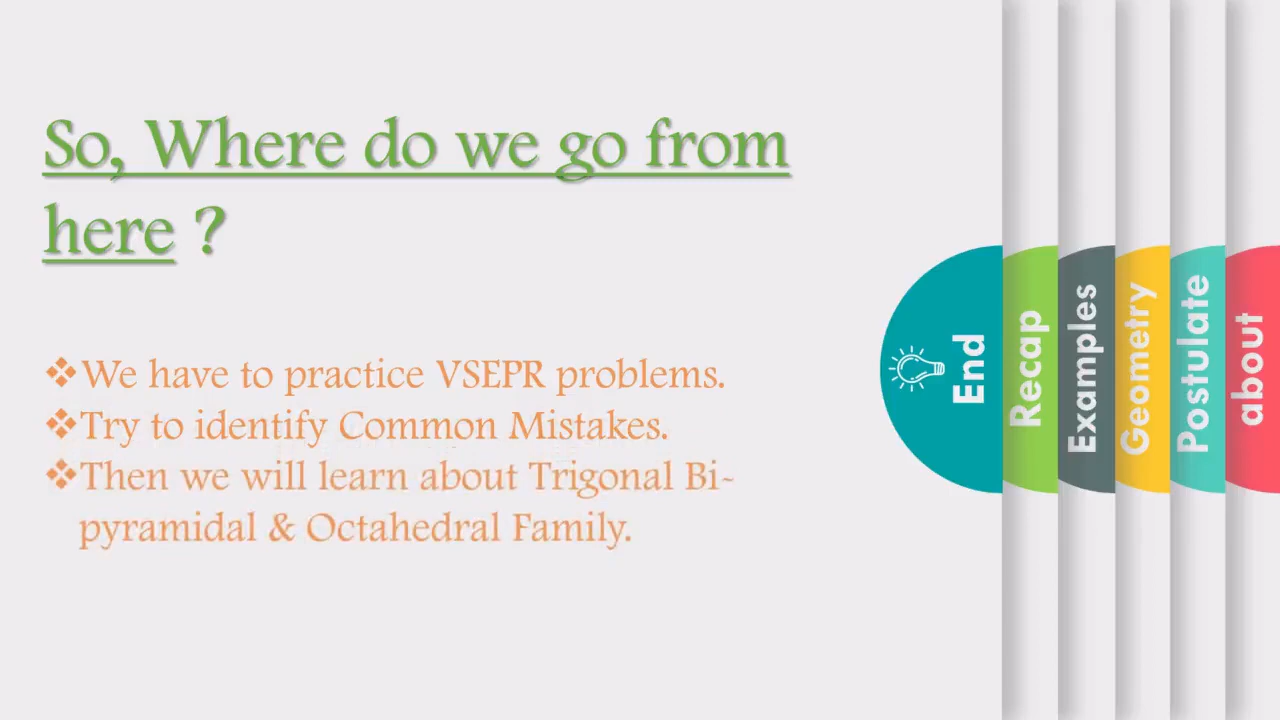 So, Where do we go from
here ?
❖We have to practice VSEPR problems.
❖Try to identify Common Mistakes.
❖Then we will learn about Trigonal Bi-
pyramidal & Octahedral Family.
End
Recap
Examples
Geometry
Postulate
about